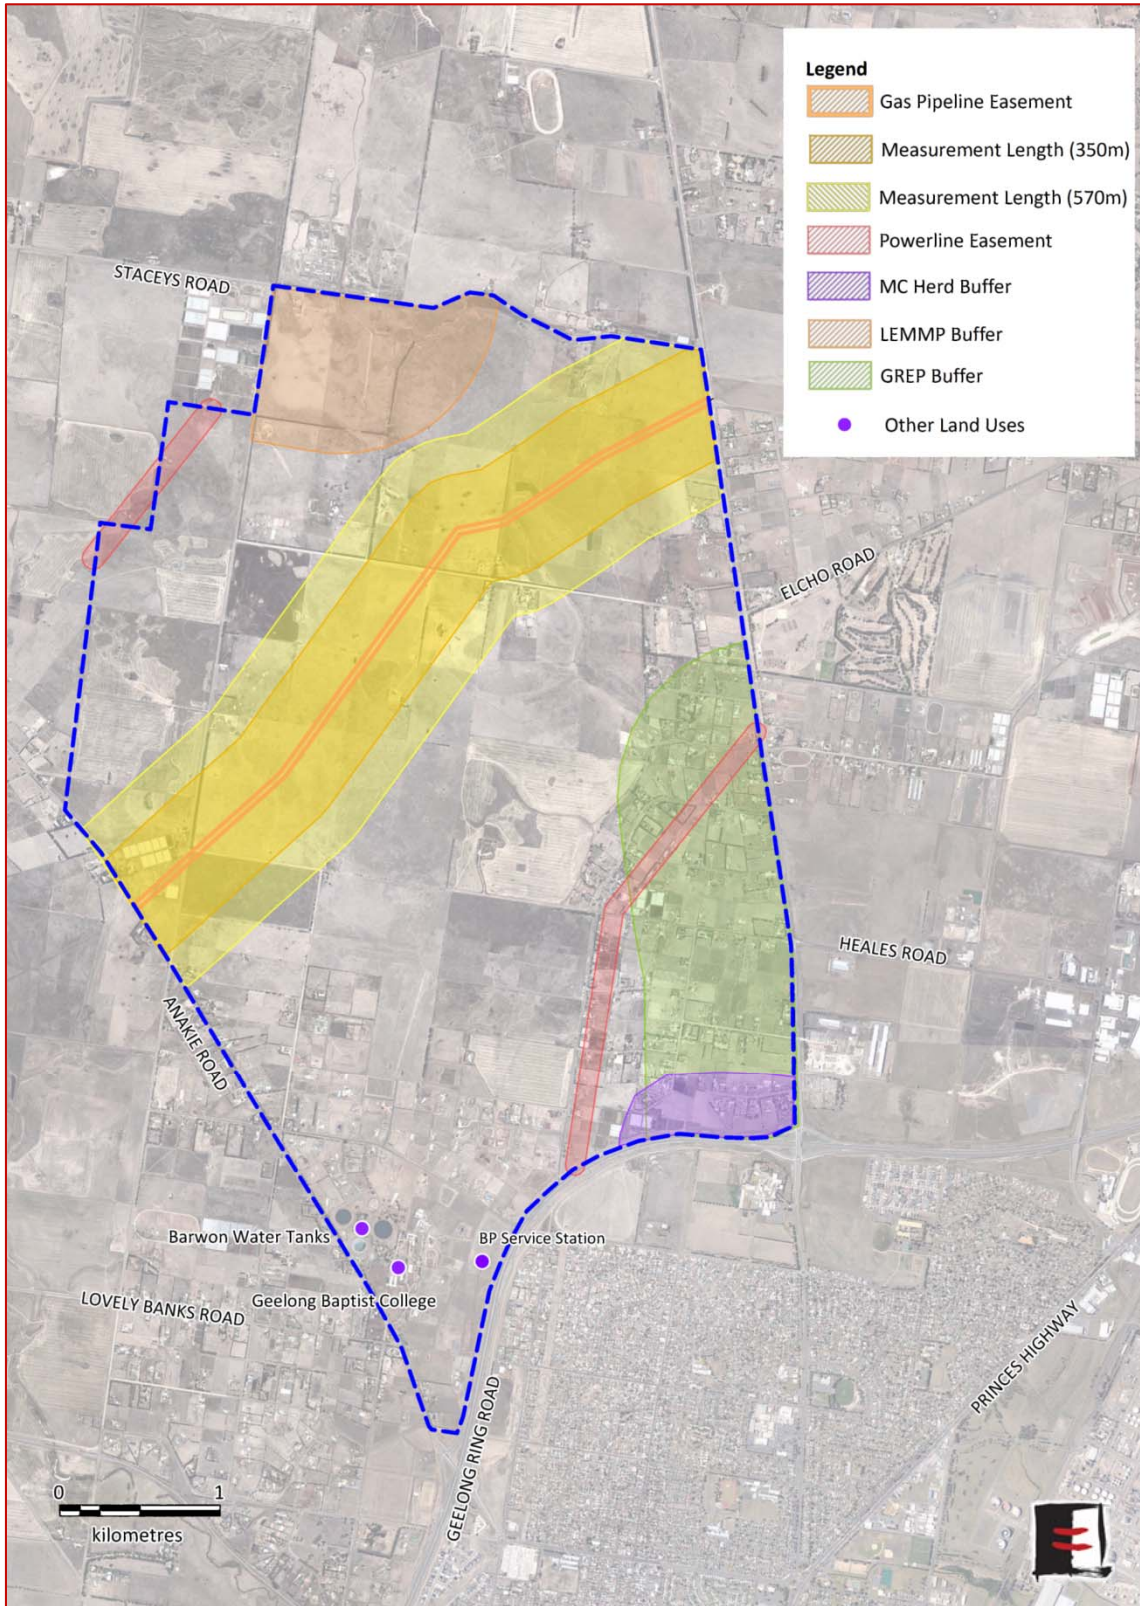 Legend
Gas Pipeline Easement
Measurement Length (350m)
Measurement Length (570m)
Powerline Easement
MC Herd Buffer
LEMMP Buffer
GREP Buffer
Other Land Uses
STACEYS ROAD
ELCHO ROAD
HEALES ROAD
ANAKIE ROAD
Barwon Water Tanks
BP Service Station
Geelong Baptist College
LOVELY BANKS ROAD
PRINCES HIGHWAY
GEELONG RING ROAD
0 1
kilometres